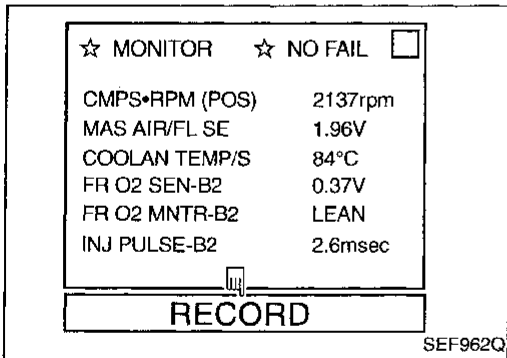 ☆ MONITOR ☆ NO FAIL
CMPS•RPM (POS) 2137rpm
MAS AIR/FL SE 1.96V
COOLAN TEMP/S 84°C
FR O2 SEN-B2 0.37V
FR O2 MNTR-B2 LEAN
INJ PULSE-B2 2.6msec
RECORD
SEF962Q